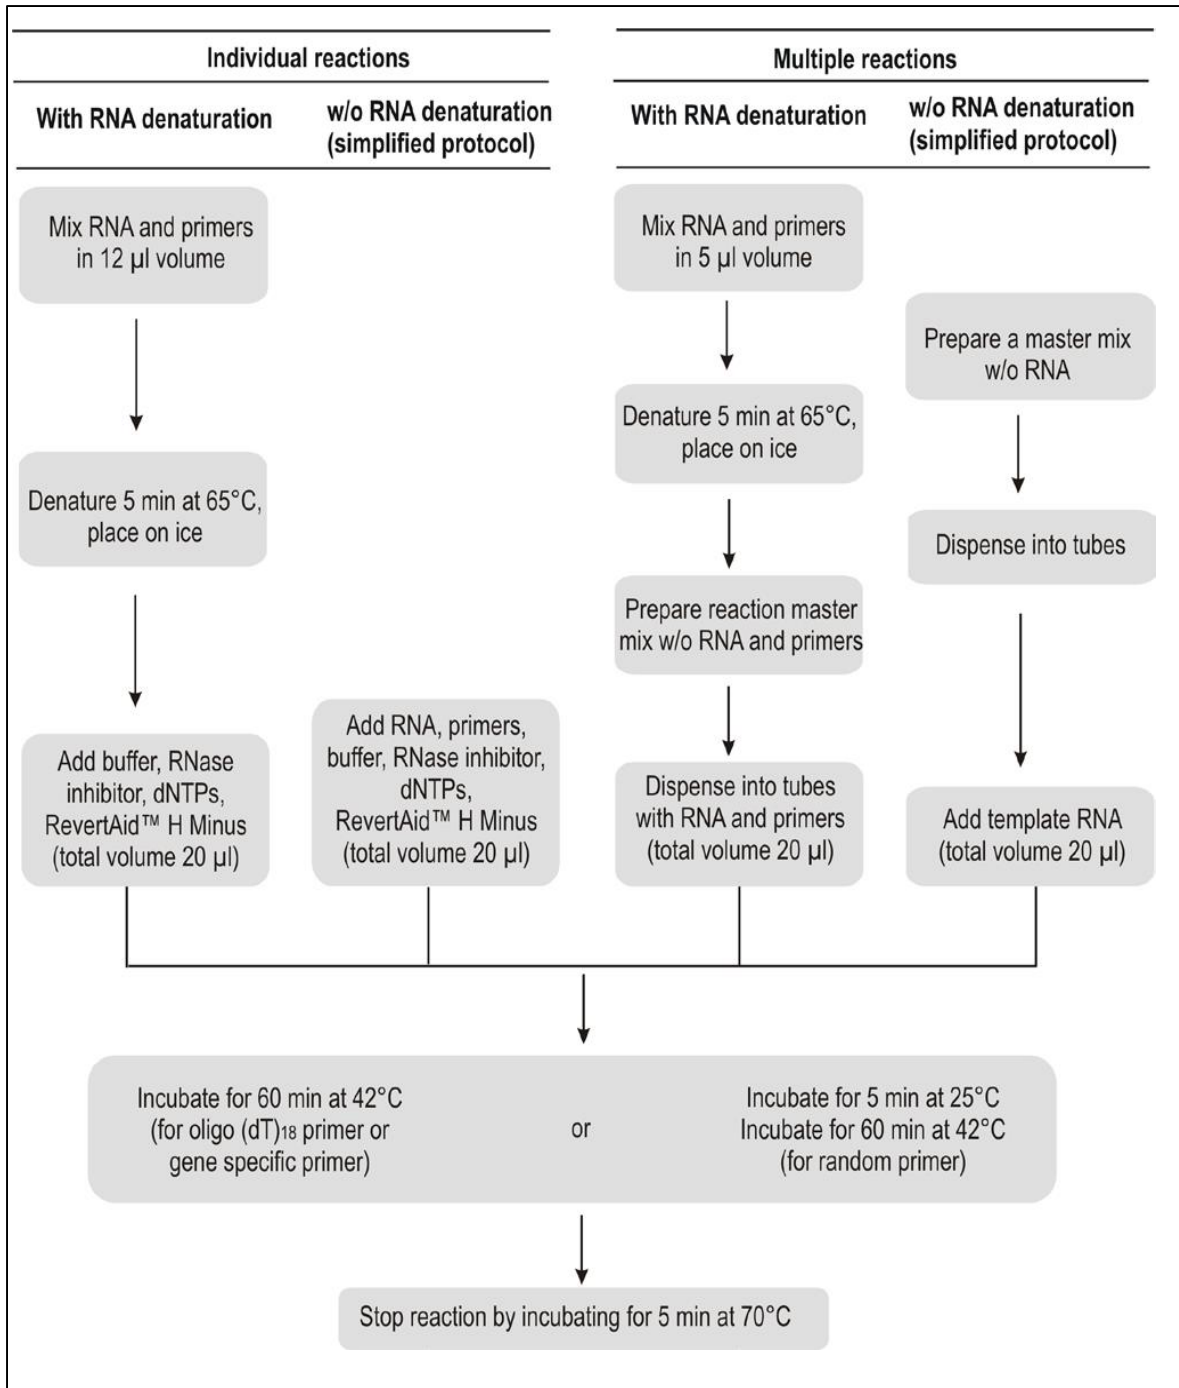 Individual reactions
With RNA denaturation
w/o RNA denaturation
(simplified protocol)
Mix RNA and primers
in 12 µl volume
Denature 5 min at 65°C,
place on ice
Add buffer, RNase
inhibitor, dNTPs,
RevertAid™ H Minus
(total volume 20 µl)
Add RNA, primers,
buffer, RNase inhibitor,
dNTPs,
RevertAid™ H Minus
(total volume 20 µl)
Multiple reactions
With RNA denaturation
w/o RNA denaturation
(simplified protocol)
Mix RNA and primers
in 5 µl volume
Denature 5 min at 65°C,
place on ice
Prepare reaction master
mix w/o RNA and primers
Dispense into tubes
with RNA and primers
(total volume 20 µl)
Prepare a master mix
w/o RNA
Dispense into tubes
Add template RNA
(total volume 20 µl)
Incubate for 60 min at 42°C
(for oligo (dT)18 primer or
gene specific primer)
or
Incubate for 5 min at 25°C
Incubate for 60 min at 42°C
(for random primer)
Stop reaction by incubating for 5 min at 70°C